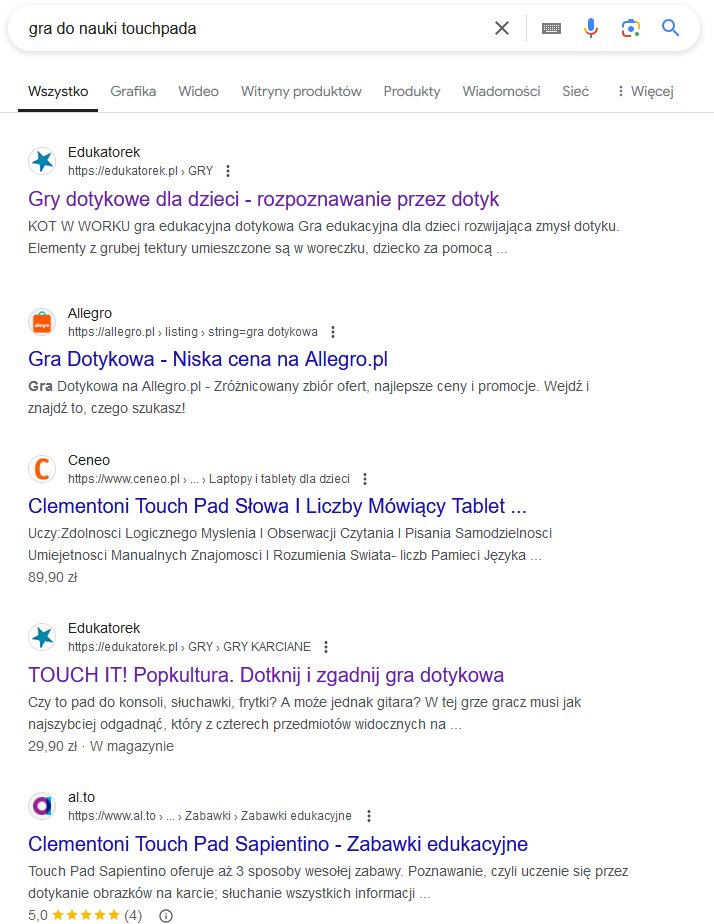 gra do nauki touchpada
Wszystko Grafika Wideo Witryny produktów Produkty Wiadomości Sieć Więcej
Edukatorek
https://edukatorek.pl › GRY
Gry dotykowe dla dzieci - rozpoznawanie przez dotyk
KOT W WORKU gra edukacyjna dotykowa Gra edukacyjna dla dzieci rozwijająca zmysł dotyku.
Elementy z grubej tektury umieszczone są w woreczku, dziecko za pomocą ...
Allegro
allegro
https://allegro.pl › listing › string=gra dotykowa
Gra Dotykowa - Niska cena na Allegro.pl
Gra Dotykowa na Allegro.pl - Zróżnicowany zbiór ofert, najlepsze ceny i promocje. Wejdź i
znajdź to, czego szukasz!
Ceneo
https://www.ceneo.pl › ... › Laptopy i tablety dla dzieci
Clementoni Touch Pad Słowa I Liczby Mówiący Tablet ...
Uczy:Zdolnosci Logicznego Myslenia I Obserwacji Czytania I Pisania Samodzielnosci
Umiejetnosci Manualnych Znajomosci I Rozumienia Swiata- liczb Pamieci Języka ...
89,90 zł
Edukatorek
https://edukatorek.pl › GRY › GRY KARCIANE
TOUCH IT! Popkultura. Dotknij i zgadnij gra dotykowa
Czy to pad do konsoli, słuchawki, frytki? A może jednak gitara? W tej grze gracz musi jak
najszybciej odgadnąć, który z czterech przedmiotów widocznych na ...
29,90 zł · W magazynie
al.to
https://www.al.to › ... › Zabawki › Zabawki edukacyjne
Clementoni Touch Pad Sapientino - Zabawki edukacyjne
Touch Pad Sapientino oferuje aż 3 sposoby wesołej zabawy. Poznawanie, czyli uczenie się przez
dotykanie obrazków na karcie; słuchanie wszystkich informacji ...
5,0 ★★★★★ (4)